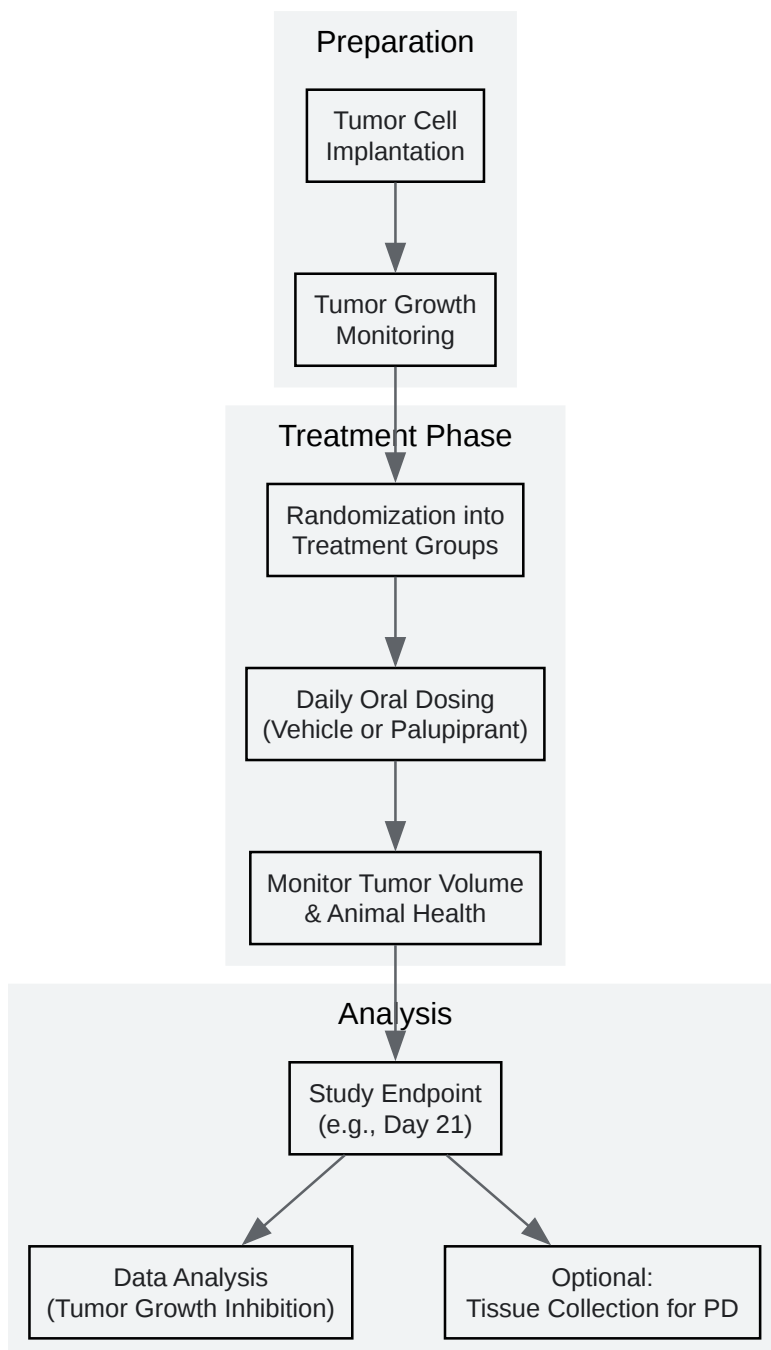 Preparation
Tumor Cell
Implantation
Tumor Growth
Monitoring
Treatment Phase
Randomization into
Treatment Groups
Daily Oral Dosing
(Vehicle or Palupiprant)
Monitor Tumor Volume
& Animal Health
Analysis
Study Endpoint
(e.g., Day 21)
Data Analysis
(Tumor Growth Inhibition)
Optional:
Tissue Collection for PD